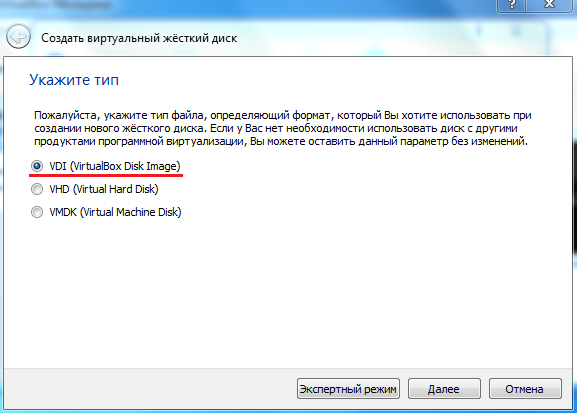 VirtualBox Менеджер
Создать виртуальный жёсткий диск
Укажите тип
Пожалуйста, укажите тип файла, определяющий формат, который Вы хотите использовать при
создании нового жёсткого диска. Если у Вас нет необходимости использовать диск с другими
продуктами программной виртуализации, Вы можете оставить данный параметр без изменений.
VDI (VirtualBox Disk Image)
VHD (Virtual Hard Disk)
VMDK (Virtual Machine Disk)
Экспертный режим
Далее
Отмена